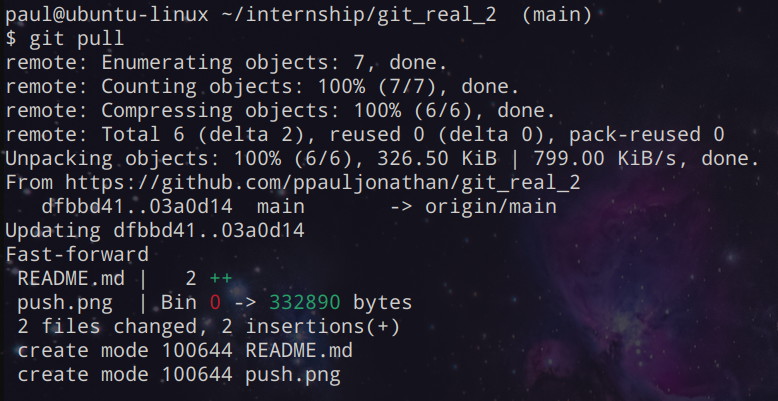 paul@ubuntu-linux ~/internship/git_real_2  (main)
$ git pull
remote: Enumerating objects: 7, done.
remote: Counting objects: 100% (7/7), done.
remote: Compressing objects: 100% (6/6), done.
remote: Total 6 (delta 2), reused 0 (delta 0), pack-reused 0
Unpacking objects: 100% (6/6), 326.50 KiB | 799.00 KiB/s, done.
From https://github.com/ppauljonathan/git_real_2
   dfbbd41..03a0d14  main       -> origin/main
Updating dfbbd41..03a0d14
Fast-forward
 README.md |   2 ++
 push.png  | Bin 0 -> 332890 bytes
 2 files changed, 2 insertions(+)
 create mode 100644 README.md
 create mode 100644 push.png